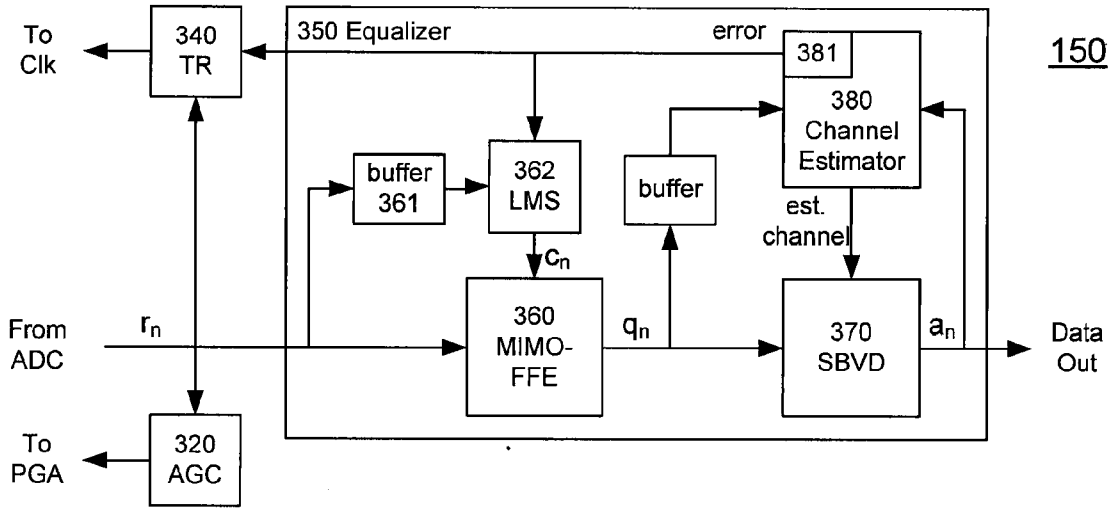 To
Clk
340
TR
350 Equalizer
error
381
380
Channel
Estimator
150
buffer
361
362
LMS
buffer
est.
channel
cₙ
From
ADC
rₙ
360
MIMO-
FFE
qₙ
370
SBVD
aₙ
Data
Out
To
PGA
320
AGC